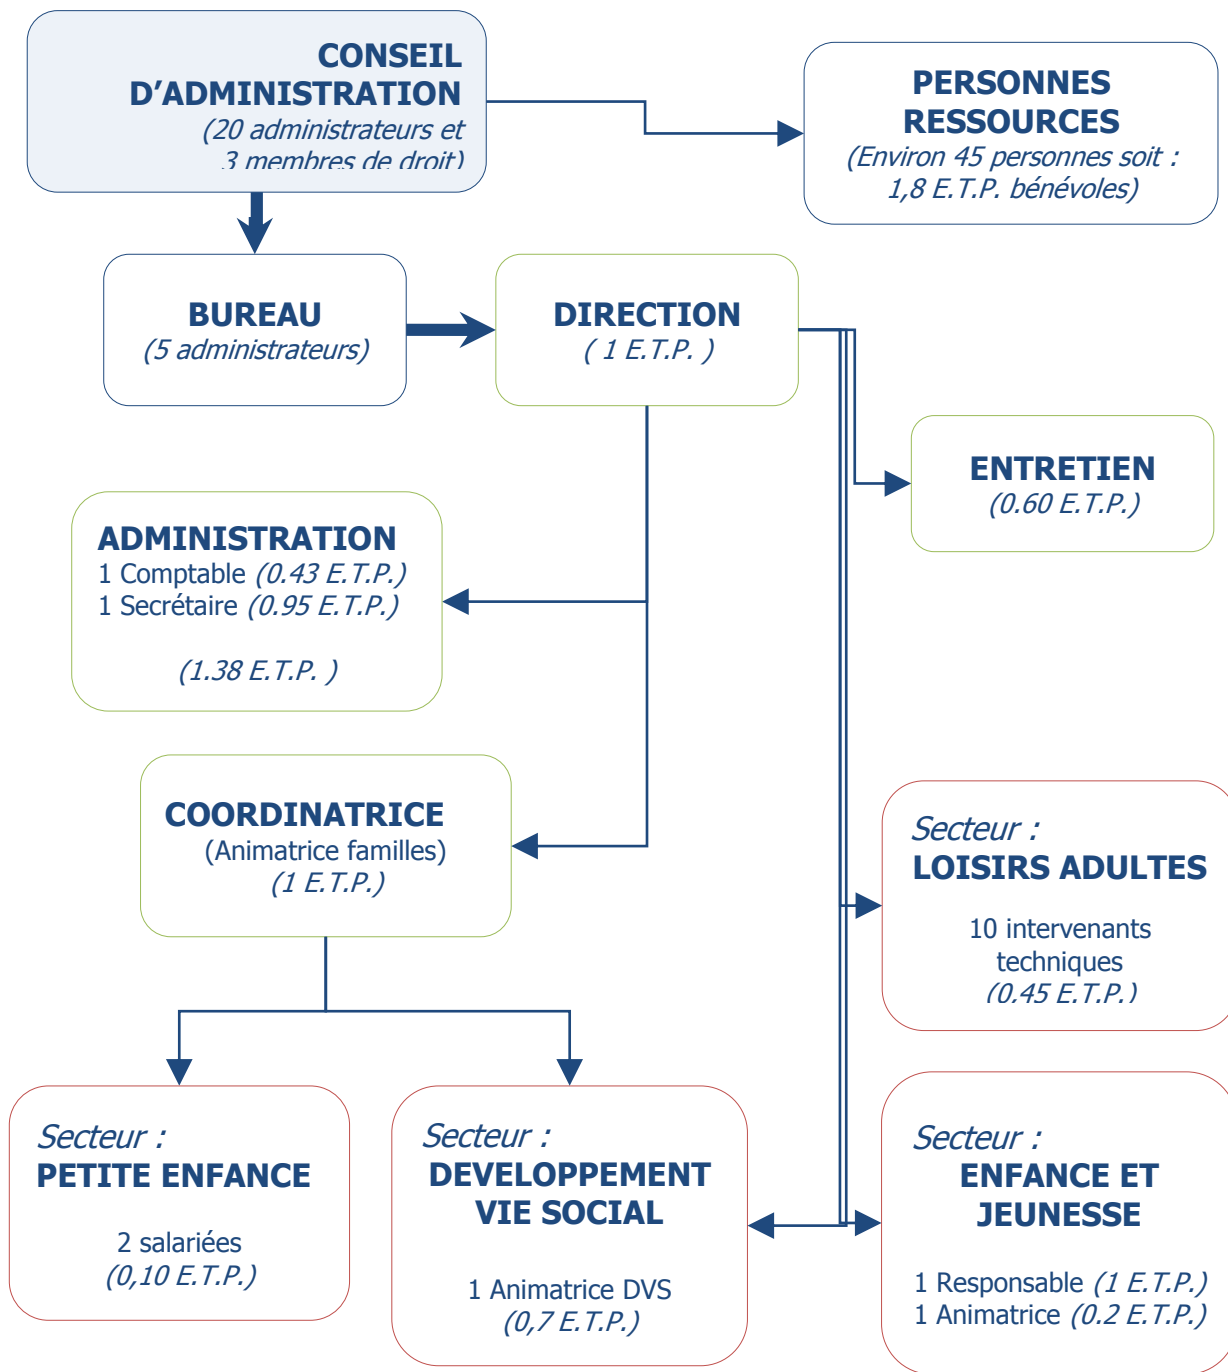 CONSEIL
D’ADMINISTRATION
(20 administrateurs et
3 membres de droit)
PERSONNES
RESSOURCES
(Environ 45 personnes soit :
1,8 E.T.P. bénévoles)
BUREAU
(5 administrateurs)
DIRECTION
( 1 E.T.P. )
ENTRETIEN
(0.60 E.T.P.)
ADMINISTRATION
1 Comptable (0.43 E.T.P.)
1 Secrétaire (0.95 E.T.P.)
(1.38 E.T.P. )
COORDINATRICE
(Animatrice familles)
(1 E.T.P.)
Secteur :
LOISIRS ADULTES
10 intervenants
techniques
(0,45 E.T.P.)
Secteur :
PETITE ENFANCE
2 salariées
(0,10 E.T.P.)
Secteur :
DEVELOPPEMENT
VIE SOCIAL
1 Animatrice DVS
(0,7 E.T.P.)
Secteur :
ENFANCE ET
JEUNESSE
1 Responsable (1 E.T.P.)
1 Animatrice (0.2 E.T.P.)